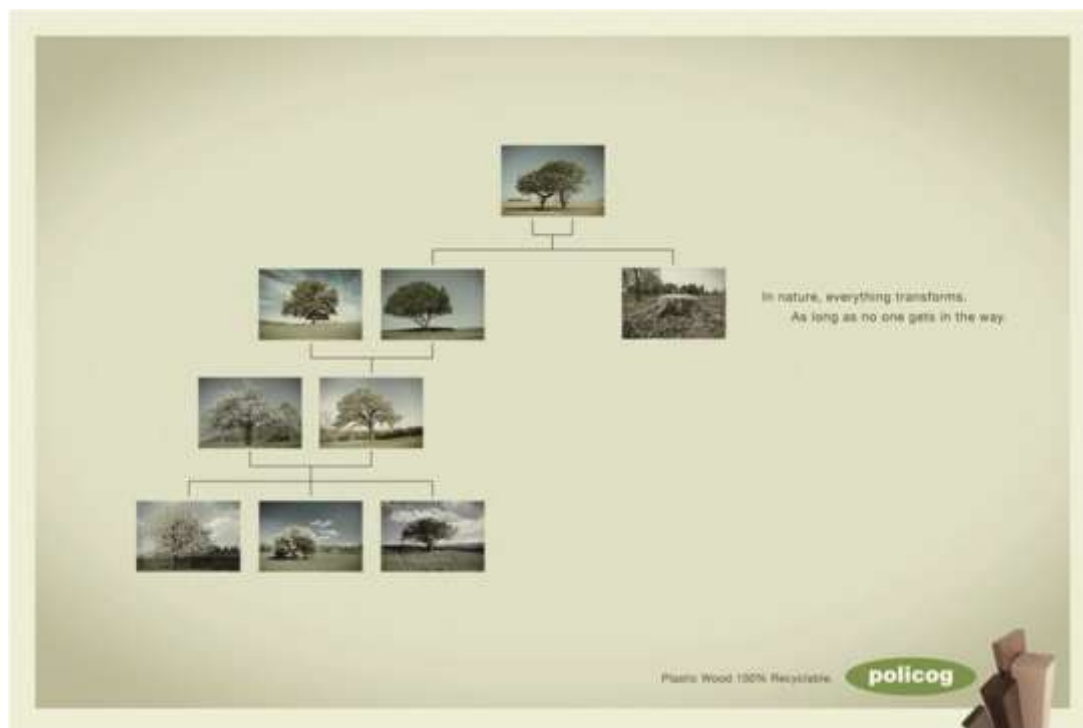 In nature, everything transforms.
As long as no one gets in the way.
Plastic Wood 100% Recyclable.
policog